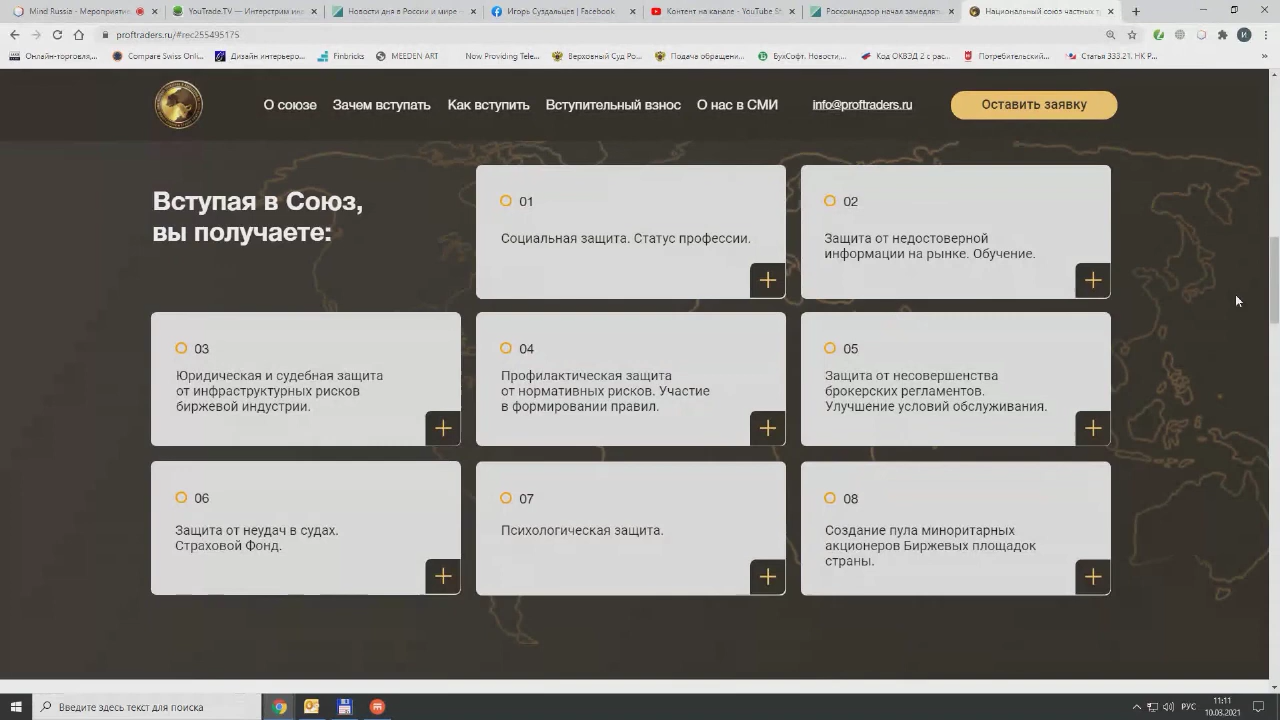 Mind Russia - Мероприятие
YouTrade.TV — Интерстрим ин
Новости дня в России и мире
Игорь Суздальцев | Facebook
Контент на канале - YouTube St
Роскомнадзор начал замедлят
Национальный союз частных т
proftraders.ru/#rec255495175
Онлайн-торговля,...
Compare Swiss Onl...
Дизайн интерьеро...
Finbricks
MEEDEN ART
Now Providing Tele...
Верховный Суд Ро...
Подача обращени...
БухСофт. Новости,...
Код ОКВЭД 2 с рас...
Потребительский...
Статья 333.21. НК Р...
О союзе
Зачем вступать
Как вступить
Вступительный взнос
О нас в СМИ
info@proftraders.ru
Оставить заявку
Вступая в Союз,
вы получаете:
01
Социальная защита. Статус профессии.
02
Защита от недостоверной
информации на рынке. Обучение.
03
Юридическая и судебная защита
от инфраструктурных рисков
биржевой индустрии.
04
Профилактическая защита
от нормативных рисков. Участие
в формировании правил.
05
Защита от несовершенства
брокерских регламентов.
Улучшение условий обслуживания.
06
Защита от неудач в судах.
Страховой Фонд.
07
Психологическая защита.
08
Создание пула миноритарных
акционеров Биржевых площадок
страны.
Введите здесь текст для поиска
РУС
11:11
10.03.2021